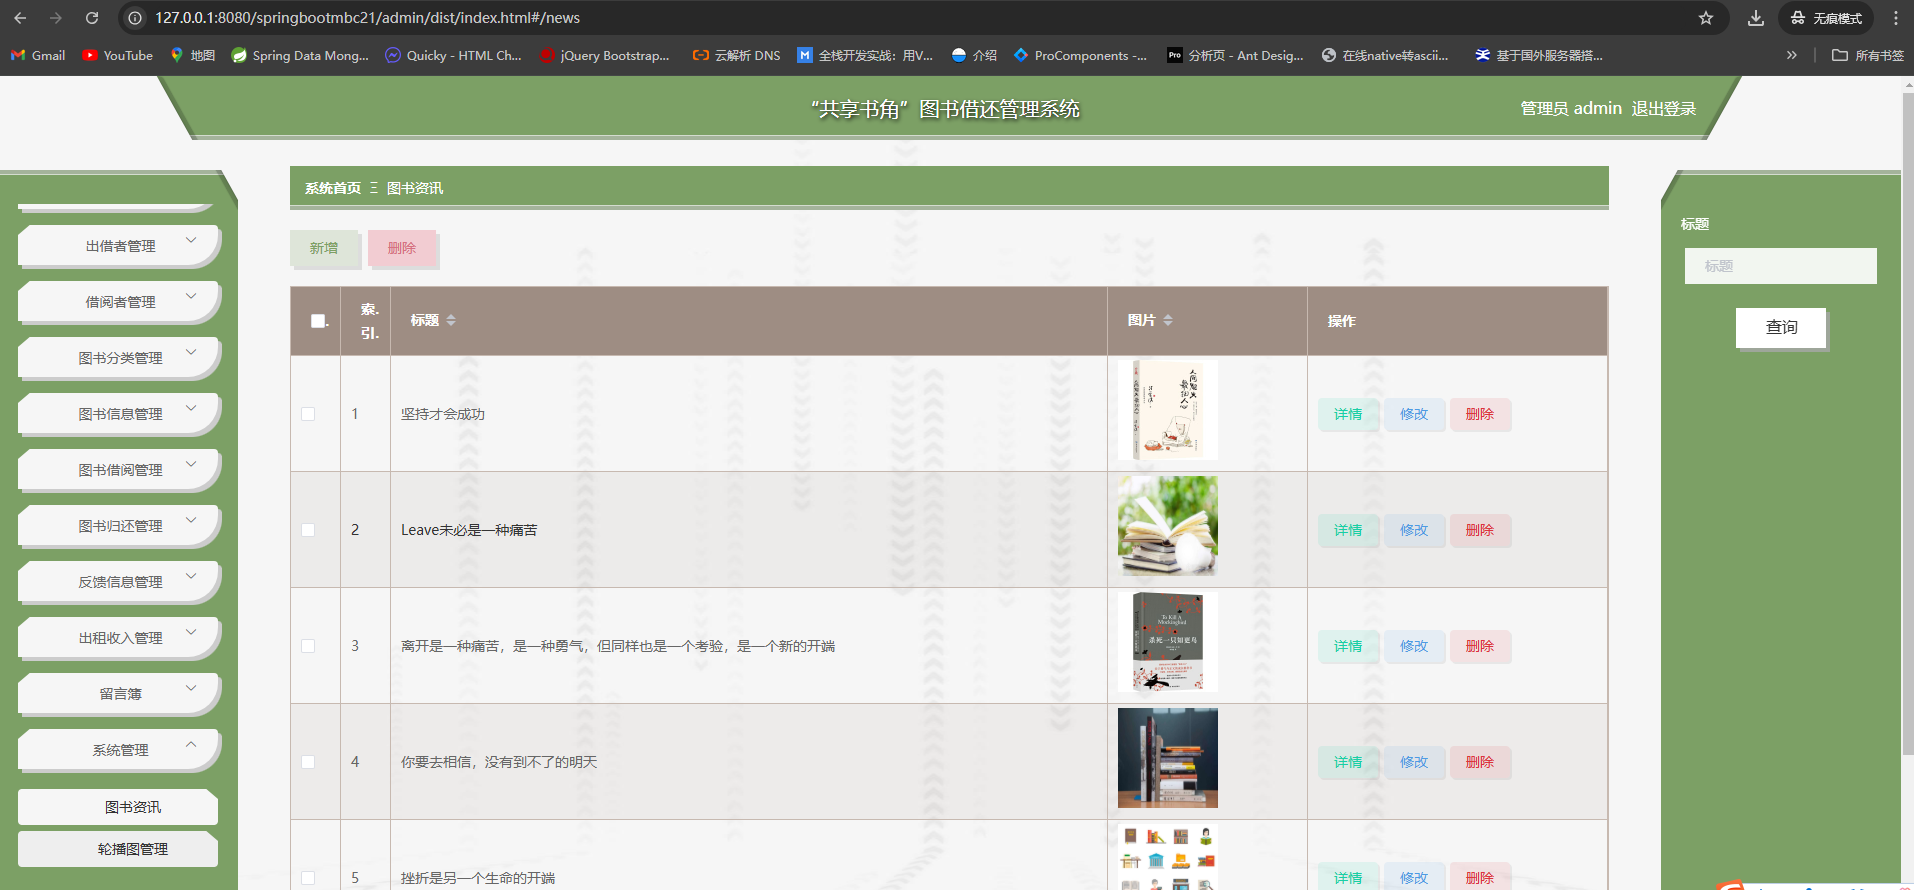 127.0.0.1:8080/springbootmbc21/admin/dist/index.html#/news
无痕模式
Gmail YouTube 地图 Spring Data Mong... Quicky - HTML Ch... jQuery Bootstrap... 云解析 DNS 全栈开发实战：用V... 介绍 ProComponents -... 分析页 - Ant Desig... 在线native转ascii... 基于国外服务器搭... » 所有书签
“共享书角”图书借还管理系统
管理员 admin 退出登录
系统首页 Ξ 图书资讯
出借者管理
借阅者管理
图书分类管理
图书信息管理
图书借阅管理
图书归还管理
反馈信息管理
出租收入管理
留言簿
系统管理
图书资讯
轮播图管理
新增 删除
索. 引. 标题 图片 操作
1 坚持才会成功 详情 修改 删除
2 Leave未必是一种痛苦 详情 修改 删除
3 离开是一种痛苦，是一种勇气，但同样也是一个考验，是一个新的开端 详情 修改 删除
To Kill A
Mockingbird
杀死一只知更鸟
4 你要去相信，没有到不了的明天 详情 修改 删除
5 挫折是另一个生命的开端 详情 修改 删除
标题
标题
查询